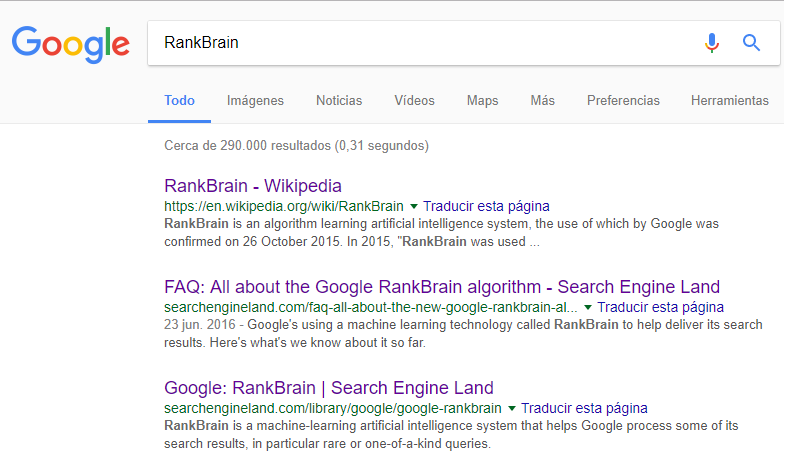 Google
RankBrain
Todo Imágenes Noticias Vídeos Maps Más Preferencias Herramientas
Cerca de 290.000 resultados (0,31 segundos)
RankBrain - Wikipedia
https://en.wikipedia.org/wiki/RankBrain Traducir esta página
RankBrain is an algorithm learning artificial intelligence system, the use of which by Google was
confirmed on 26 October 2015. In 2015, "RankBrain was used ...
FAQ: All about the Google RankBrain algorithm - Search Engine Land
searchengineland.com/faq-all-about-the-new-google-rankbrain-al... Traducir esta página
23 jun. 2016 - Google's using a machine learning technology called RankBrain to help deliver its search
results. Here's what's we know about it so far.
Google: RankBrain | Search Engine Land
searchengineland.com/library/google/google-rankbrain Traducir esta página
RankBrain is a machine-learning artificial intelligence system that helps Google process some of its
search results, in particular rare or one-of-a-kind queries.